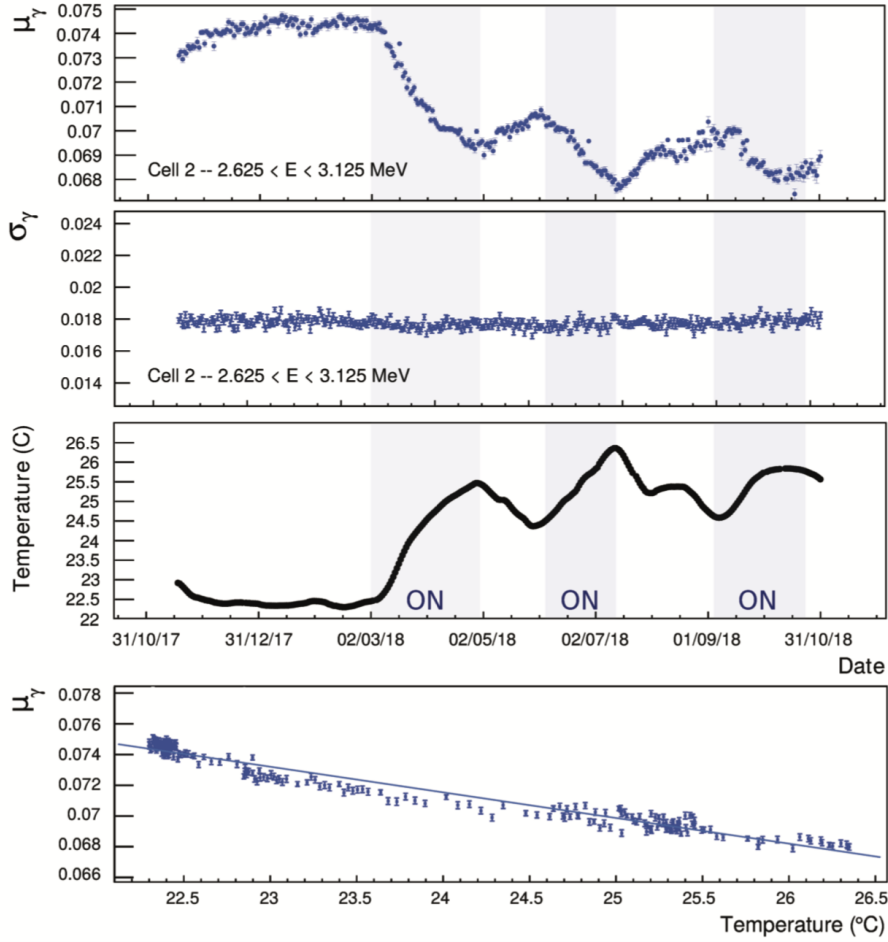 μγ
0.075
0.074
0.073
0.072
0.071
0.07
0.069
0.068
Cell 2 -- 2.625 < E < 3.125 MeV
σγ
0.024
0.022
0.02
0.018
0.016
0.014
Cell 2 -- 2.625 < E < 3.125 MeV
Temperature (C)
26.5
26
25.5
25
24.5
24
23.5
23
22.5
22
ON ON ON
31/10/17 31/12/17 02/03/18 02/05/18 02/07/18 01/09/18 31/10/18
Date
μγ
0.078
0.076
0.074
0.072
0.07
0.068
0.066
22.5 23 23.5 24 24.5 25 25.5 26 26.5
Temperature (°C)